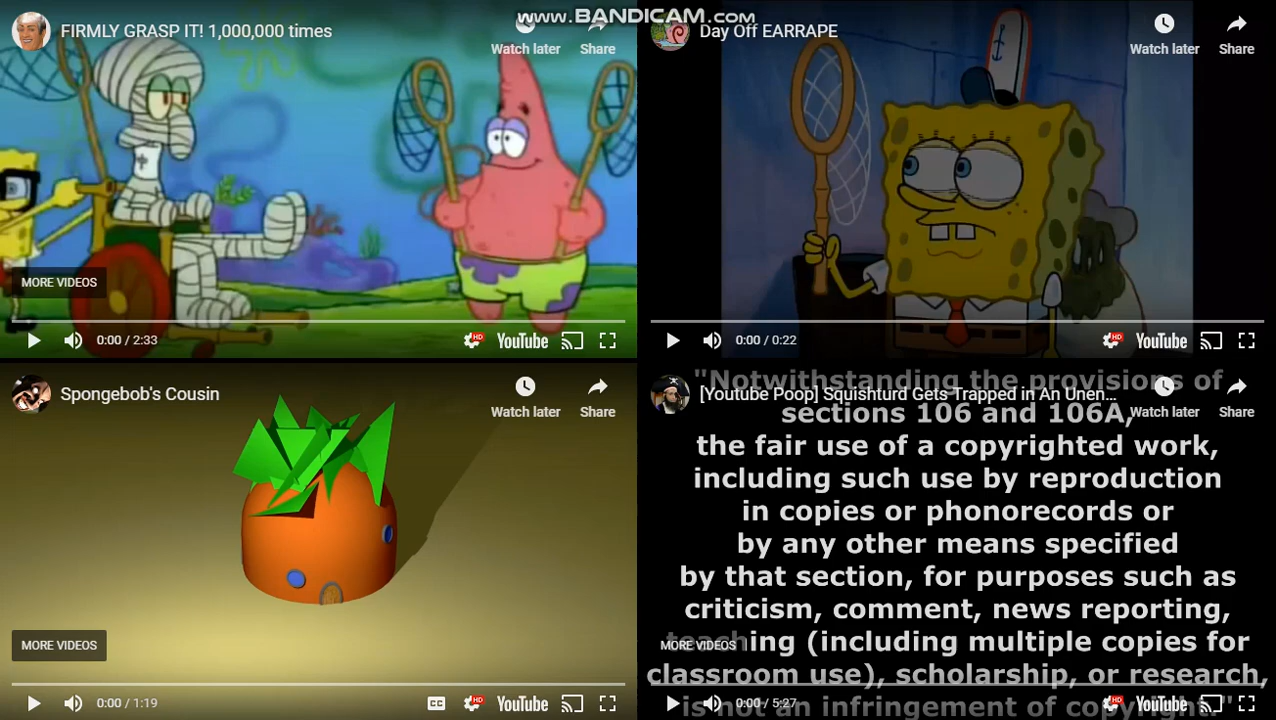 www.BANDICAM.com
FIRMLY GRASP IT! 1,000,000 times
Watch later
Share
MORE VIDEOS
0:00 / 2:33
HD
YouTube
Day Off EARRAPE
Watch later
Share
0:00 / 0:22
HD
YouTube
Spongebob's Cousin
Watch later
Share
MORE VIDEOS
0:00 / 1:19
CC
HD
YouTube
[Youtube Poop] Squishturd Gets Trapped in An Unen...
Watch later
Share
"Notwithstanding the provisions of
sections 106 and 106A,
the fair use of a copyrighted work,
including such use by reproduction
in copies or phonorecords or
by any other means specified
by that section, for purposes such as
criticism, comment, news reporting,
teaching (including multiple copies for
MORE VIDEOS
classroom use), scholarship, or research,
is not an infringement of copyright."
0:00 / 5:27
HD
YouTube